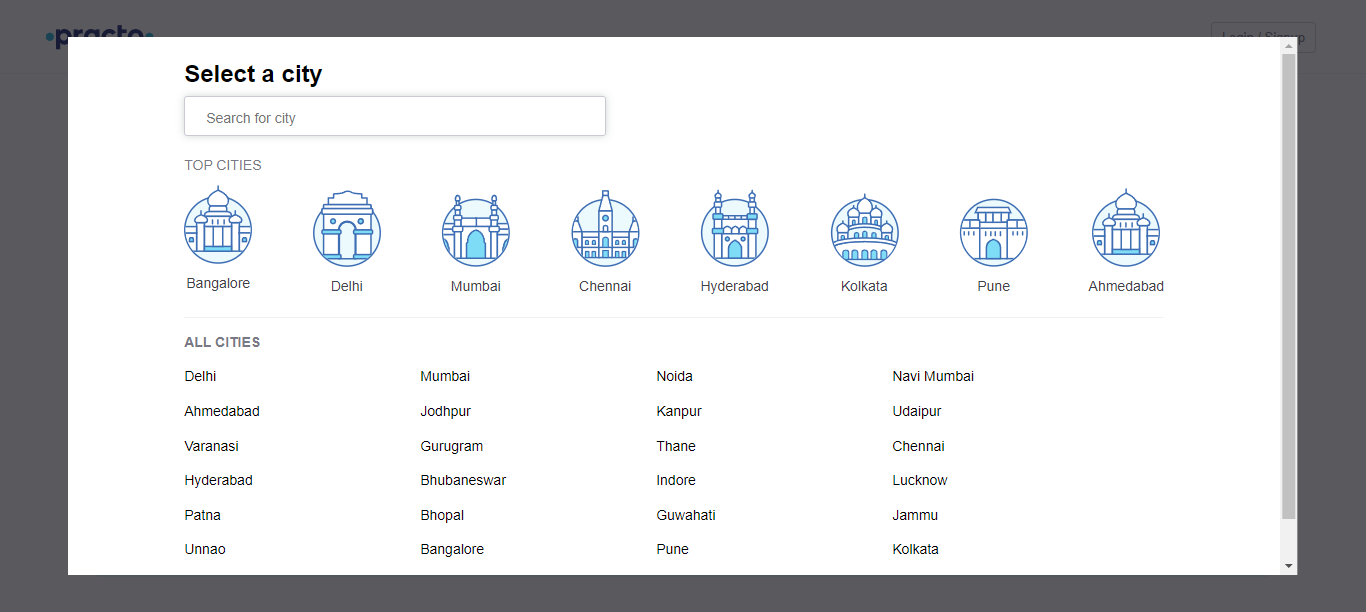 practo
Login / Signup
Select a city
Search for city
TOP CITIES
Bangalore Delhi Mumbai Chennai Hyderabad Kolkata Pune Ahmedabad
ALL CITIES
Delhi Mumbai Noida Navi Mumbai
Ahmedabad Jodhpur Kanpur Udaipur
Varanasi Gurugram Thane Chennai
Hyderabad Bhubaneswar Indore Lucknow
Patna Bhopal Guwahati Jammu
Unnao Bangalore Pune Kolkata